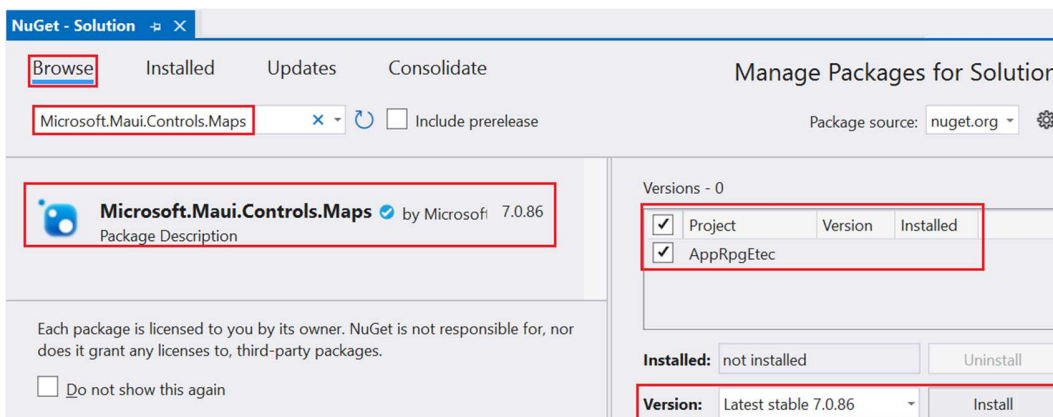 NuGet - Solution
Browse Installed Updates Consolidate
Manage Packages for Solution
Microsoft.Maui.Controls.Maps
Include prerelease
Package source: nuget.org
Microsoft.Maui.Controls.Maps by Microsoft 7.0.86
Package Description
Versions - 0
Project Version Installed
AppRpgEtec
Each package is licensed to you by its owner. NuGet is not responsible for, nor
does it grant any licenses to, third-party packages.
Do not show this again
Installed: not installed Uninstall
Version: Latest stable 7.0.86 Install